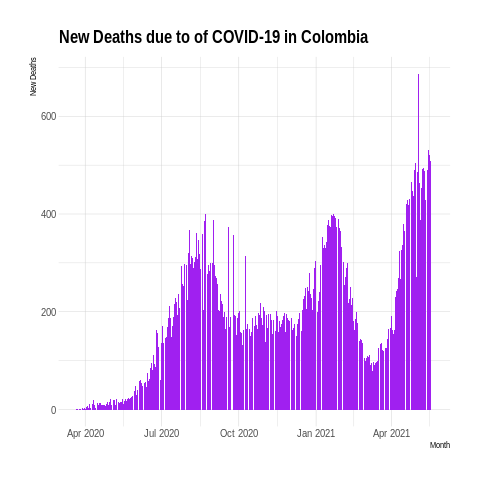 New Deaths due to of COVID-19 in Colombia
New Deaths
600
400
200
0
Apr 2020 Jul 2020 Oct 2020 Jan 2021 Apr 2021
Month